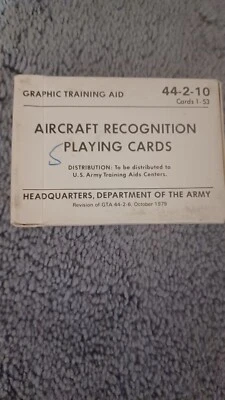 GRAPHIC TRAINING AID 44-2-10
Cards 1-53
AIRCRAFT RECOGNITION
S PLAYING CARDS
DISTRIBUTION: To be distributed to
U.S. Army Training Aids Centers.
HEADQUARTERS, DEPARTMENT OF THE ARMY
Revision of GTA 44-2-6, October 1979